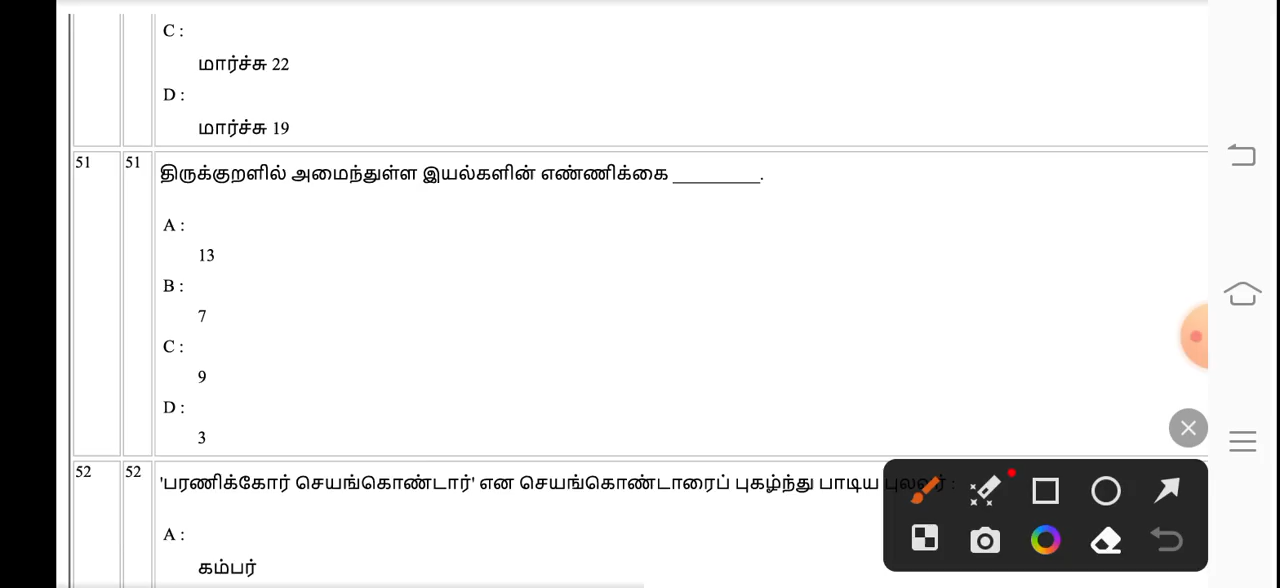 C :
மார்ச்சு 22
D :
மார்ச்சு 19
51 51 திருக்குறளில் அமைந்துள்ள இயல்களின் எண்ணிக்கை _________.
A :
13
B :
7
C :
9
D :
3
52 52 'பரணிக்கோர் செயங்கொண்டார்' என செயங்கொண்டாரைப் புகழ்ந்து பாடிய புலவர் :
A :
கம்பர்